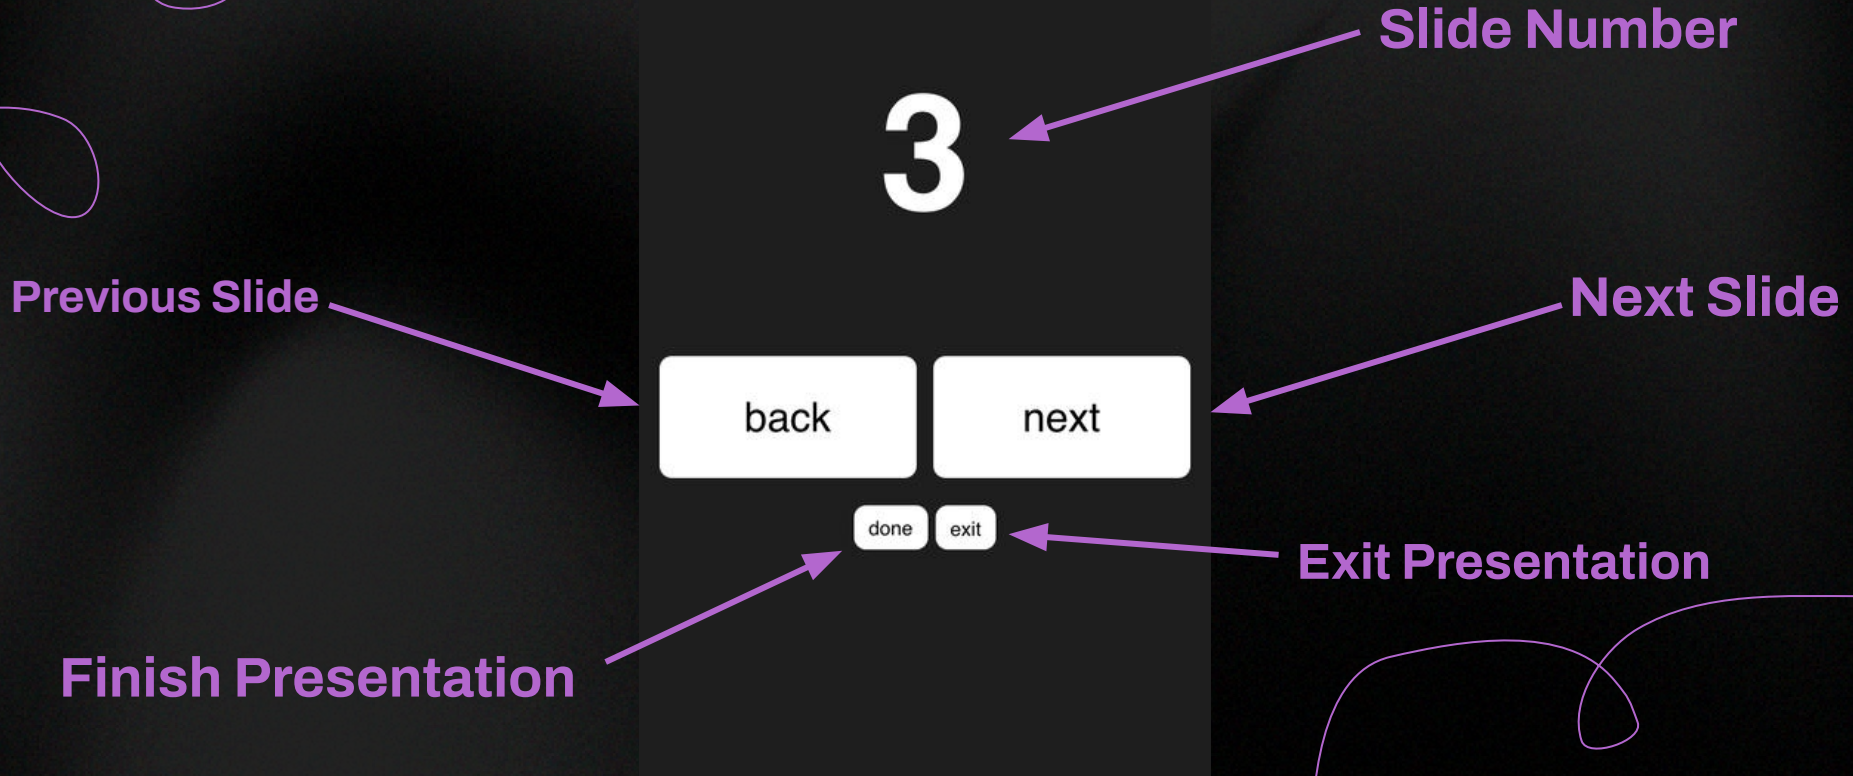 Slide Number
3
Previous Slide
Next Slide
back
next
done
exit
Exit Presentation
Finish Presentation